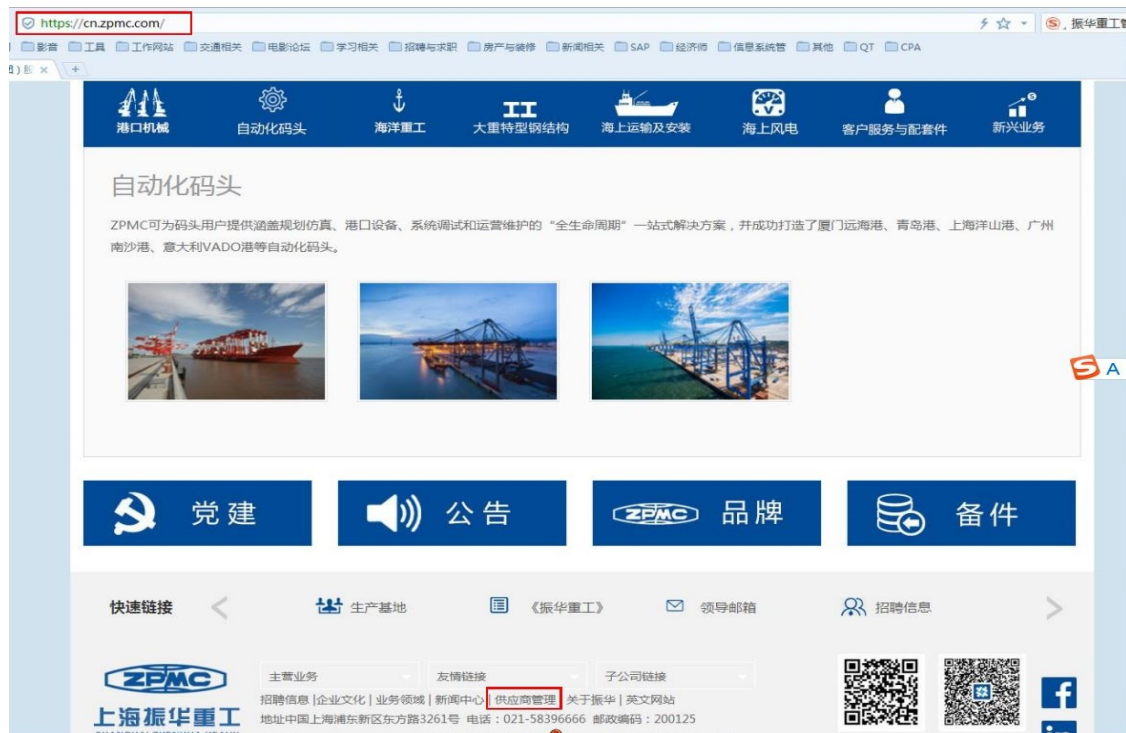 https://cn.zpmc.com/
振华重工
影音 工具 工作网站 交通相关 电影论坛 学习相关 招聘与求职 房产与装修 新闻相关 SAP 经济师 信息系统管 其他 QT CPA
港口机械 自动化码头 海洋重工 大重特型钢结构 海上运输及安装 海上风电 客户服务与配套件 新兴业务
自动化码头
ZPMC可为码头用户提供涵盖规划仿真、港口设备、系统调试和运营维护的“全生命周期”一站式解决方案，并成功打造了厦门远海港、青岛港、上海洋山港、广州
南沙港、意大利VADO港等自动化码头。
A
党建 公告 ZPMC 品牌 备件
快速链接 生产基地 《振华重工》 领导邮箱 招聘信息
ZPMC
主营业务 友情链接 子公司链接
招聘信息 | 企业文化 | 业务领域 | 新闻中心 | 供应商管理 | 关于振华 | 英文网站
上海振华重工
地址中国上海浦东新区东方路3261号 电话：021-58396666 邮政编码：200125
f
in